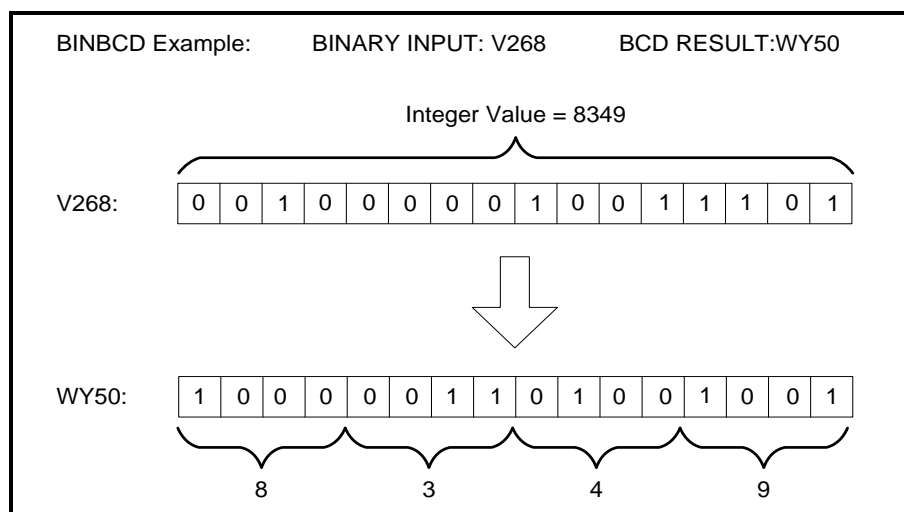 BINBCD Example: BINARY INPUT: V268 BCD RESULT:WY50
Integer Value = 8349
V268: 0 0 1 0 0 0 0 0 1 0 0 1 1 1 0 1
WY50: 1 0 0 0 0 0 1 1 0 1 0 0 1 0 0 1
8 3 4 9